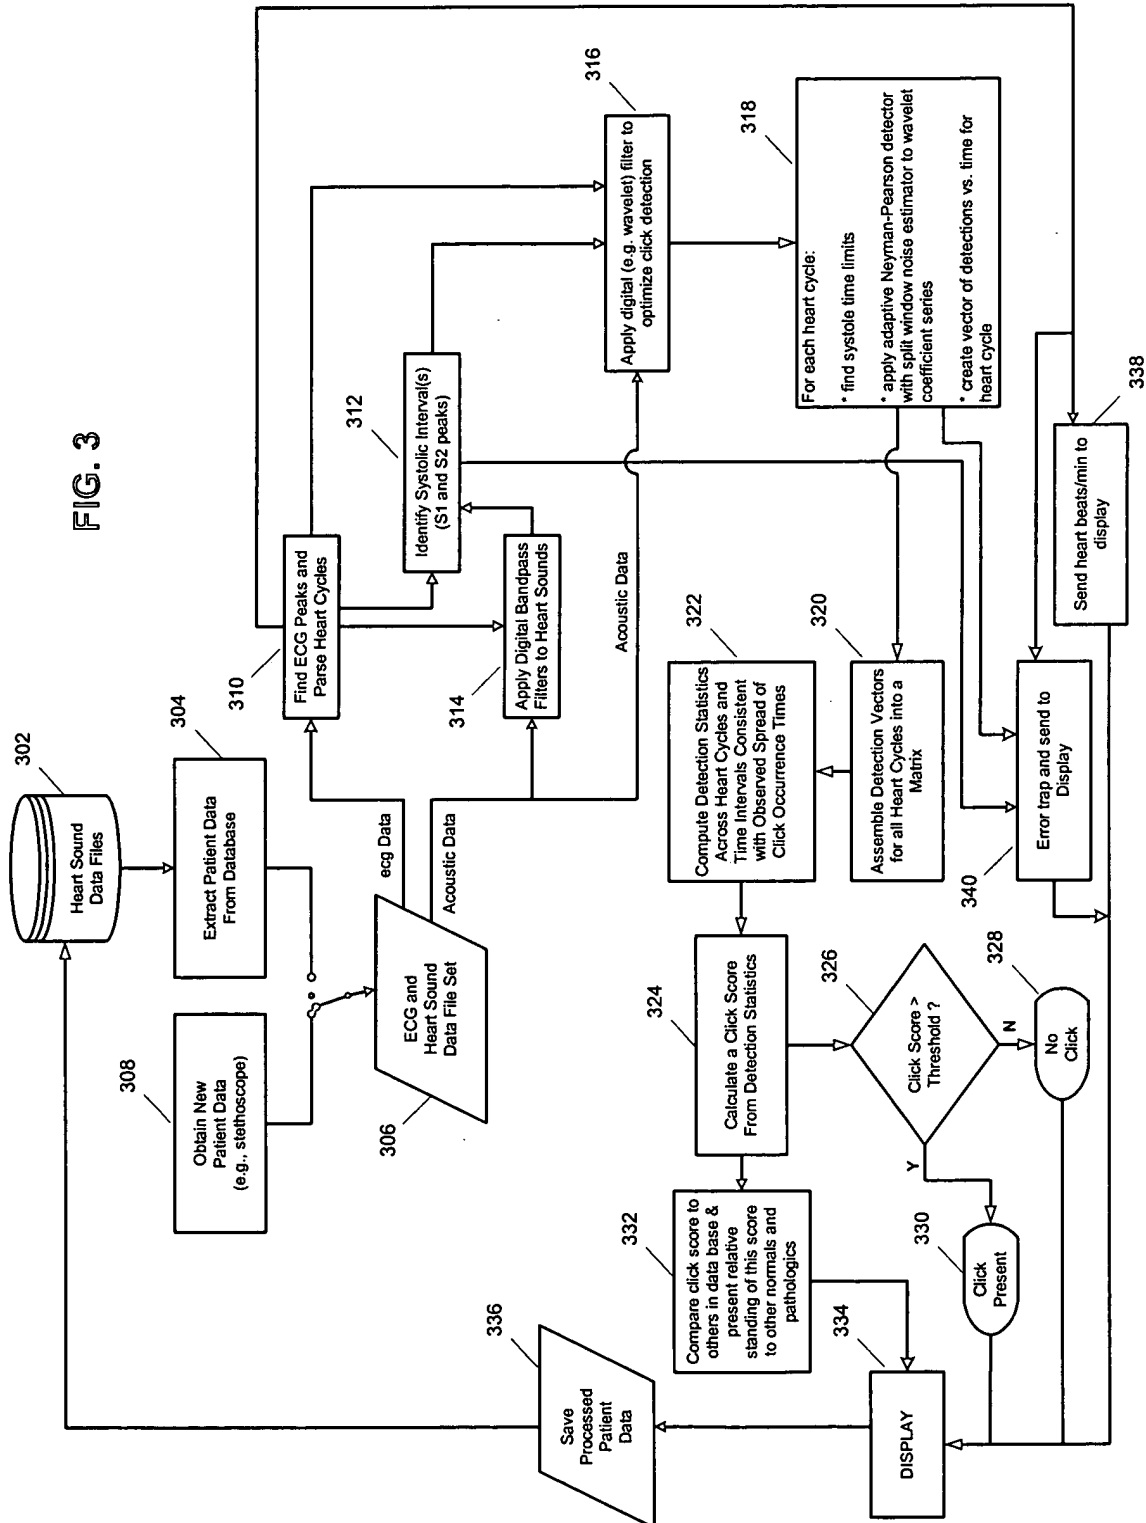 FIG. 3
302
Heart Sound
Data Files
304
Extract Patient Data
From Database
308
Obtain New
Patient Data
(e.g., stethoscope)
306
ECG and
Heart Sound
Data File Set
ecg Data
Acoustic Data
310
Find ECG Peaks and
Parse Heart Cycles
312
Identify Systolic Interval(s)
(S1 and S2 peaks)
314
Apply Digital Bandpass
Filters to Heart Sounds
Acoustic Data
316
Apply digital (e.g. wavelet) filter to
optimize click detection
318
For each heart cycle:
* find systole time limits
* apply adaptive Neyman-Pearson detector
with split window noise estimator to wavelet
coefficient series
* create vector of detections vs. time for
heart cycle
320
Assemble Detection Vectors
for all Heart Cycles into a
Matrix
322
Compute Detection Statistics
Across Heart Cycles and
Time Intervals Consistent
with Observed Spread of
Click Occurrence Times
324
Calculate a Click Score
From Detection Statistics
326
Click Score >
Threshold ?
N
Y
328
No
Click
330
Click
Present
332
Compare click score to
others in data base &
present relative
standing of this score
to other normals and
pathologics
334
DISPLAY
336
Save
Processed
Patient
Data
338
Send heart beats/min to
display
340
Error trap and send to
Display